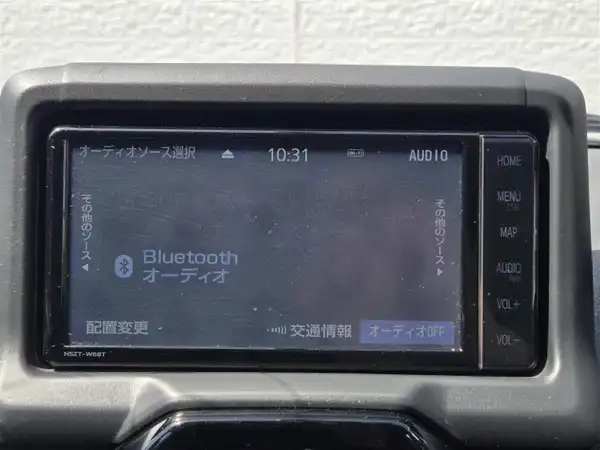 オーディオソース選択
10:31
AUDIO
その他のソース
その他のソース
Bluetooth
オーディオ
配置変更
交通情報
オーディオOFF
HOME
MENU
MAP
AUDIO
VOL+
VOL-
NSZT-W68T